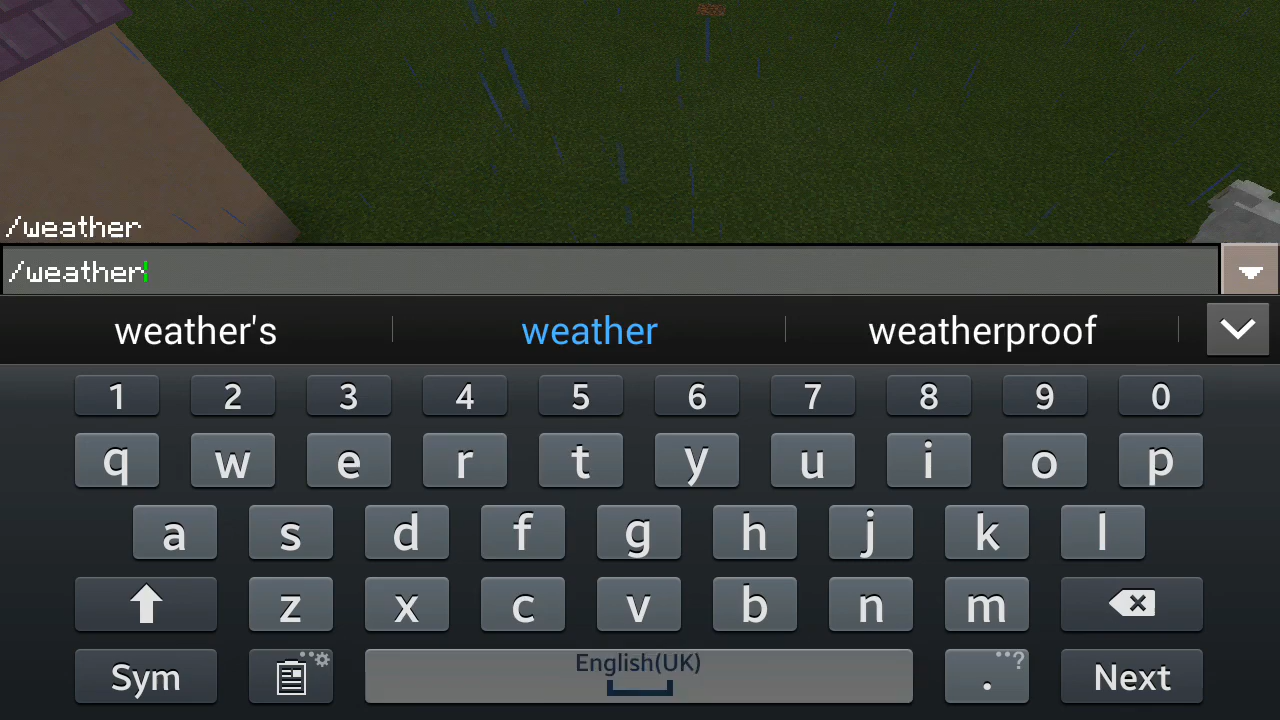 /weather
/weather
weather's weather weatherproof
1 2 3 4 5 6 7 8 9 0
q w e r t y u i o p
a s d f g h j k l
z x c v b n m
Sym English(UK) . ? Next